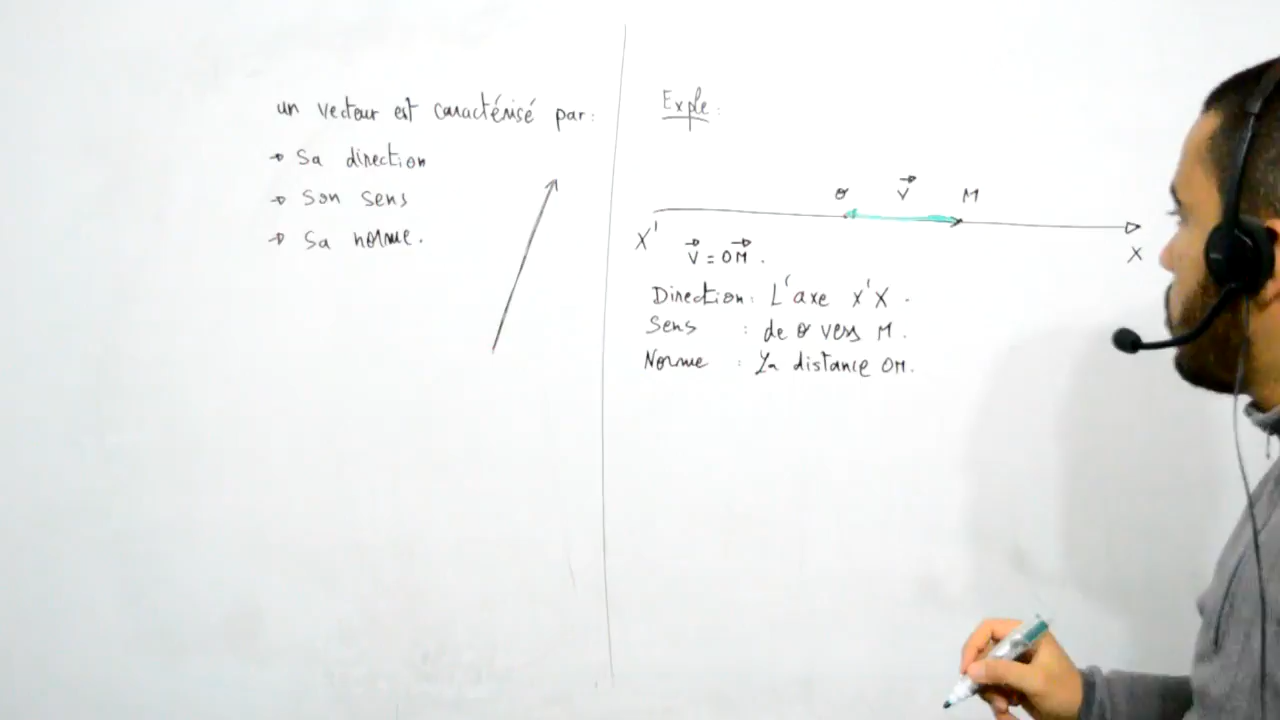 un vecteur est caractérisé par:
→ Sa direction
→ Son sens
→ Sa norme.
Exple:
O V⃗ M
X' X
V⃗ = OM⃗ .
Direction: L'axe x'X .
Sens : de O vers M .
Norme : La distance OM.